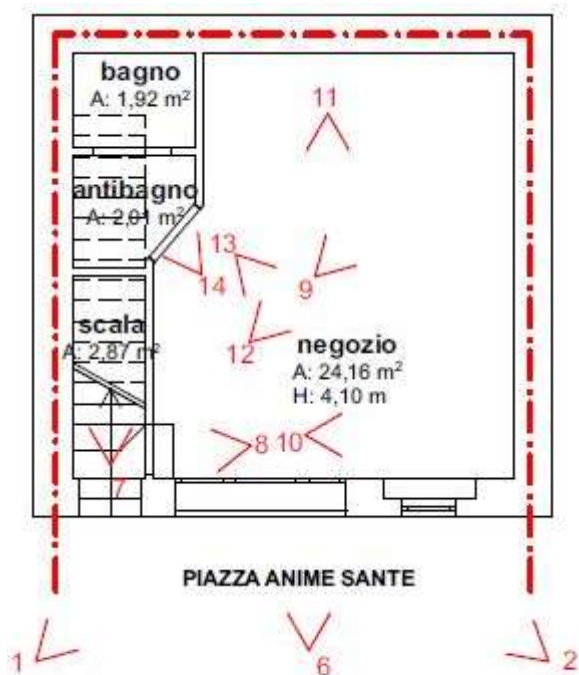 bagno
A: 1,92 m²
11
antibagno
A: 2,01 m²
13
14
9
scala
A: 2,87 m²
12
negozio
A: 24,16 m²
H: 4,10 m
8
10
7
PIAZZA ANIME SANTE
1
6
2